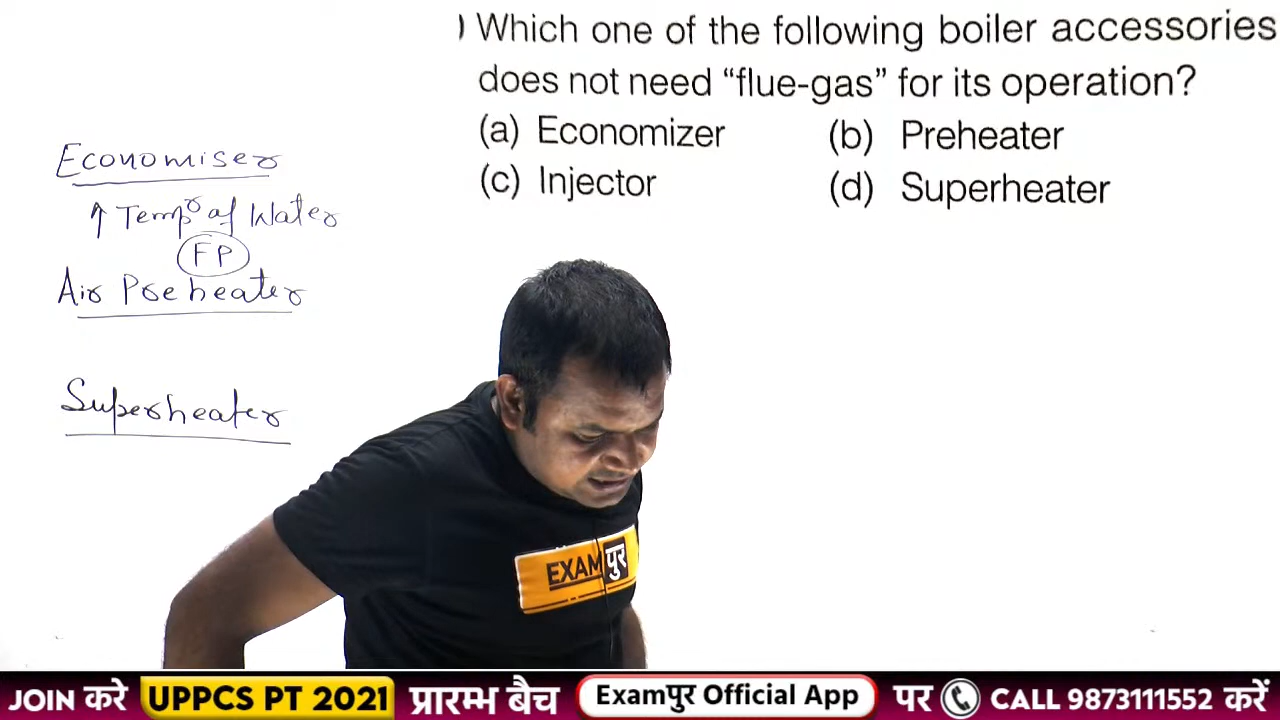 ) Which one of the following boiler accessories
does not need “flue-gas” for its operation?
(a) Economizer (b) Preheater
(c) Injector (d) Superheater
Economiser
↑ Tempr of Water
FP
Air Preheater
Superheater
EXAMपुर
JOIN करे UPPCS PT 2021 प्रारम्भ बैच Examपुर Official App पर CALL 9873111552 करें